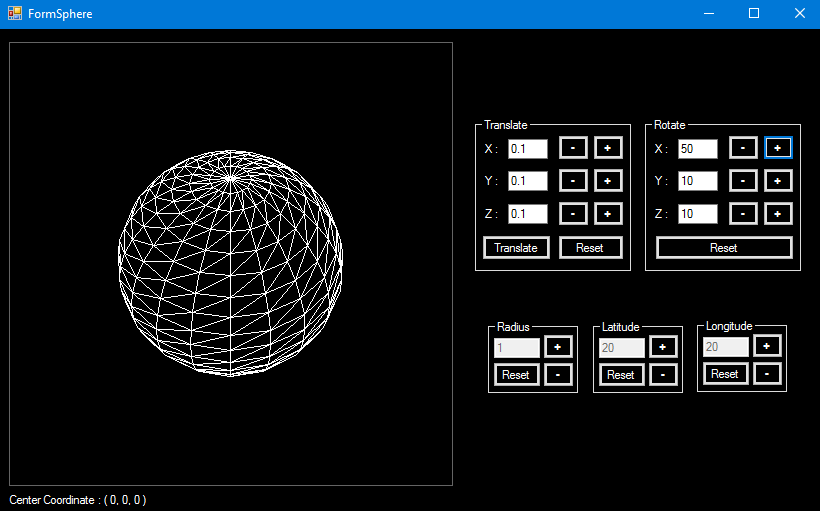 FormSphere
Translate
X : 0.1 - +
Y : 0.1 - +
Z : 0.1 - +
Translate Reset
Rotate
X : 50 - +
Y : 10 - +
Z : 10 - +
Reset
Radius
1 +
Reset -
Latitude
20 +
Reset -
Longitude
20 +
Reset -
Center Coordinate : ( 0, 0, 0 )